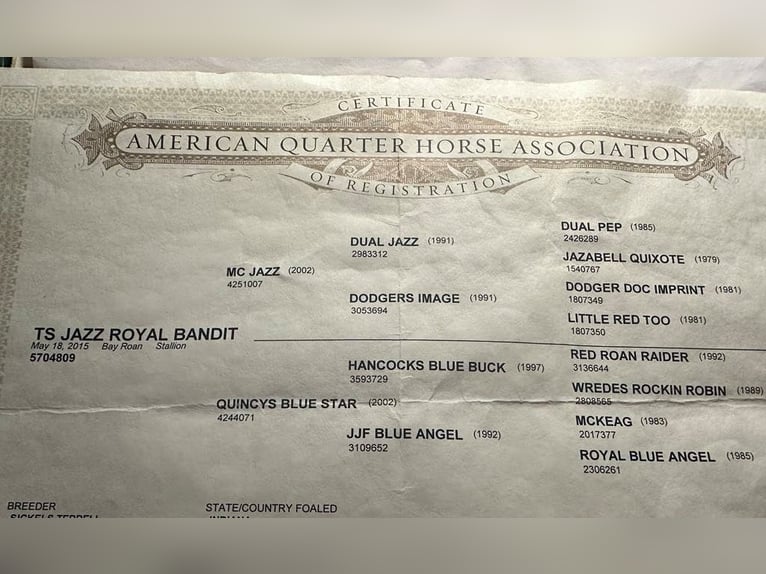 CERTIFICATE
AMERICAN QUARTER HORSE ASSOCIATION
OF REGISTRATION
DUAL PEP (1985)
2426289
DUAL JAZZ (1991)
2983312
JAZABELL QUIXOTE (1979)
1540767
MC JAZZ (2002)
4251007
DODGER DOC IMPRINT (1981)
1807349
DODGERS IMAGE (1991)
3053694
LITTLE RED TOO (1981)
1807350
TS JAZZ ROYAL BANDIT
May 18, 2015 Bay Roan Stallion
5704809
RED ROAN RAIDER (1992)
3136644
HANCOCKS BLUE BUCK (1997)
3593729
WREDES ROCKIN ROBIN (1989)
2808565
QUINCYS BLUE STAR (2002)
4244071
MCKEAG (1983)
2017377
JJF BLUE ANGEL (1992)
3109652
ROYAL BLUE ANGEL (1985)
2306261
BREEDER
STATE/COUNTRY FOALED
INDIANA